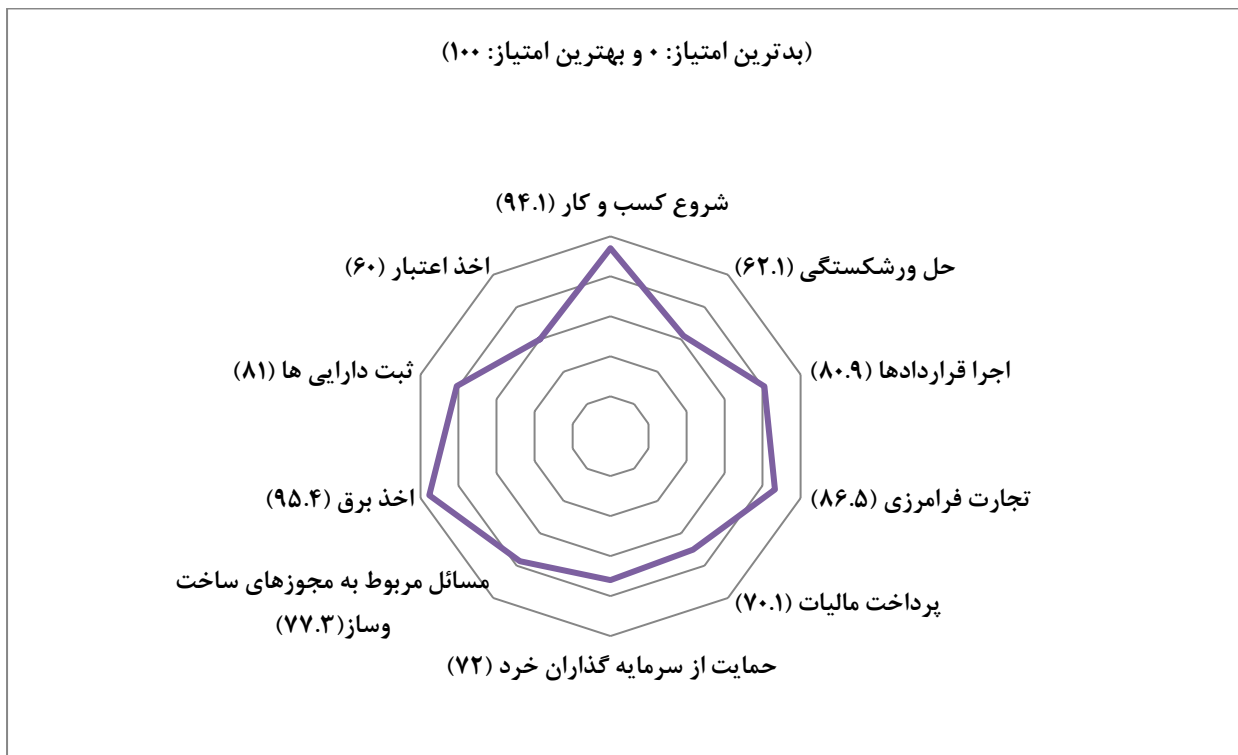 (بدترین امتیاز: ۰ و بهترین امتیاز: ۱۰۰)
شروع کسب و کار (۹۴.۱)
حل ورشکستگی (۶۲.۱)
اخذ اعتبار (۶۰)
اجرا قراردادها (۸۰.۹)
ثبت دارایی ها (۸۱)
تجارت فرامرزی (۸۶.۵)
اخذ برق (۹۵.۴)
پرداخت مالیات (۷۰.۱)
مسائل مربوط به مجوزهای ساخت
وساز(۷۷.۳)
حمایت از سرمایه گذاران خرد (۷۲)